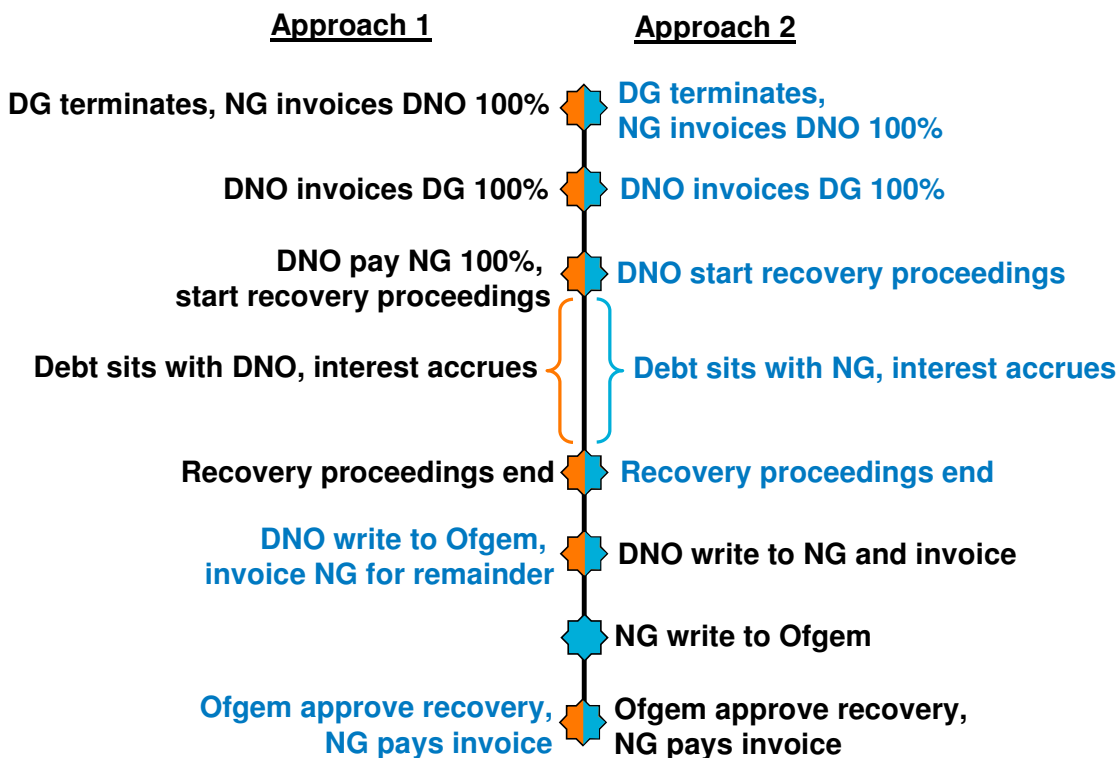 Approach 1
Approach 2
DG terminates, NG invoices DNO 100%
DG terminates,
NG invoices DNO 100%
DNO invoices DG 100%
DNO invoices DG 100%
DNO pay NG 100%,
start recovery proceedings
DNO start recovery proceedings
Debt sits with DNO, interest accrues
Debt sits with NG, interest accrues
Recovery proceedings end
Recovery proceedings end
DNO write to Ofgem,
invoice NG for remainder
DNO write to NG and invoice
NG write to Ofgem
Ofgem approve recovery,
NG pays invoice
Ofgem approve recovery,
NG pays invoice